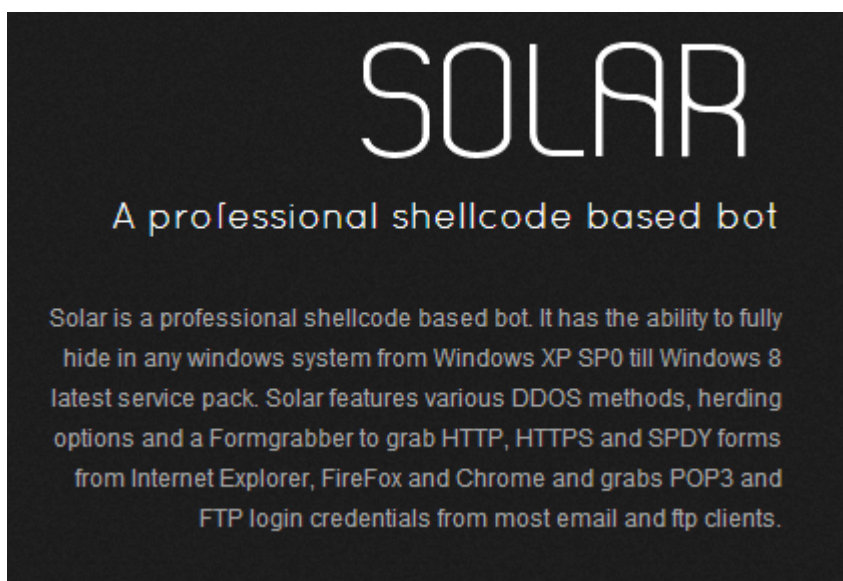 SOLAR
A professional shellcode based bot
Solar is a professional shellcode based bot. It has the ability to fully
hide in any windows system from Windows XP SP0 till Windows 8
latest service pack. Solar features various DDOS methods, herding
options and a Formgrabber to grab HTTP, HTTPS and SPDY forms
from Internet Explorer, FireFox and Chrome and grabs POP3 and
FTP login credentials from most email and ftp clients.